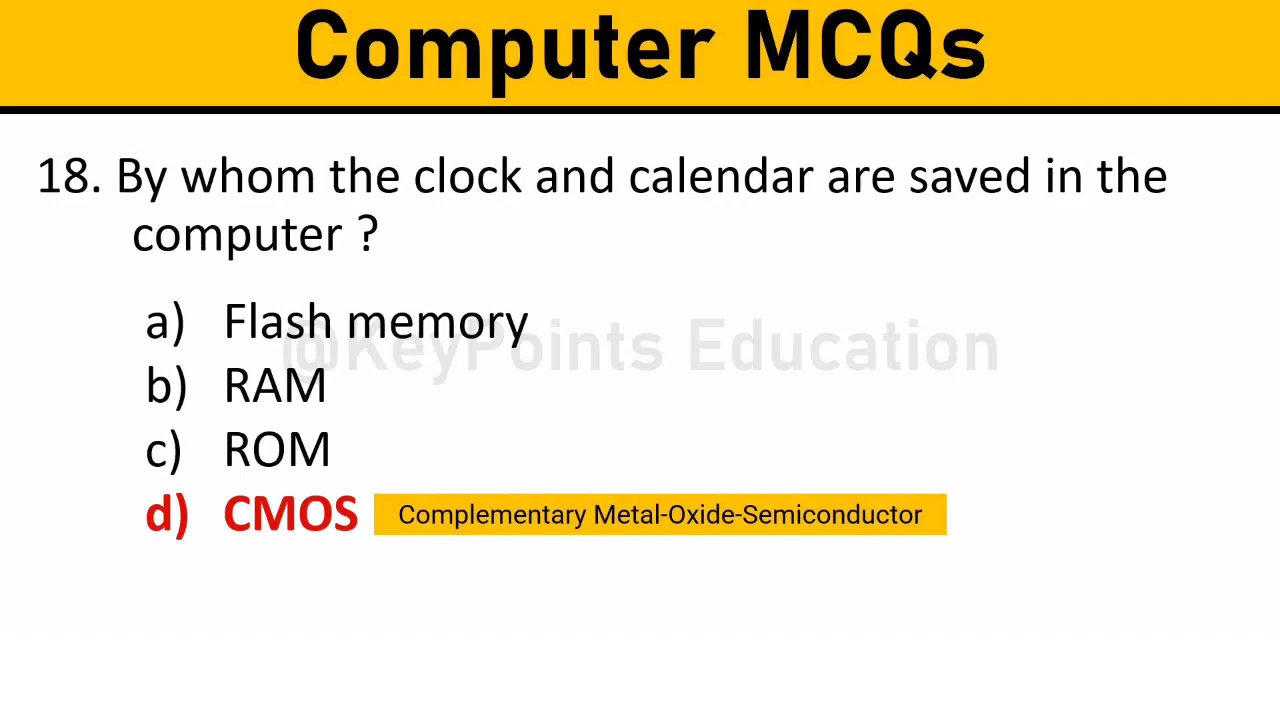 Computer MCQs
18. By whom the clock and calendar are saved in the
computer ?
a) Flash memory
@KeyPoints Education
b) RAM
c) ROM
d) CMOS Complementary Metal-Oxide-Semiconductor